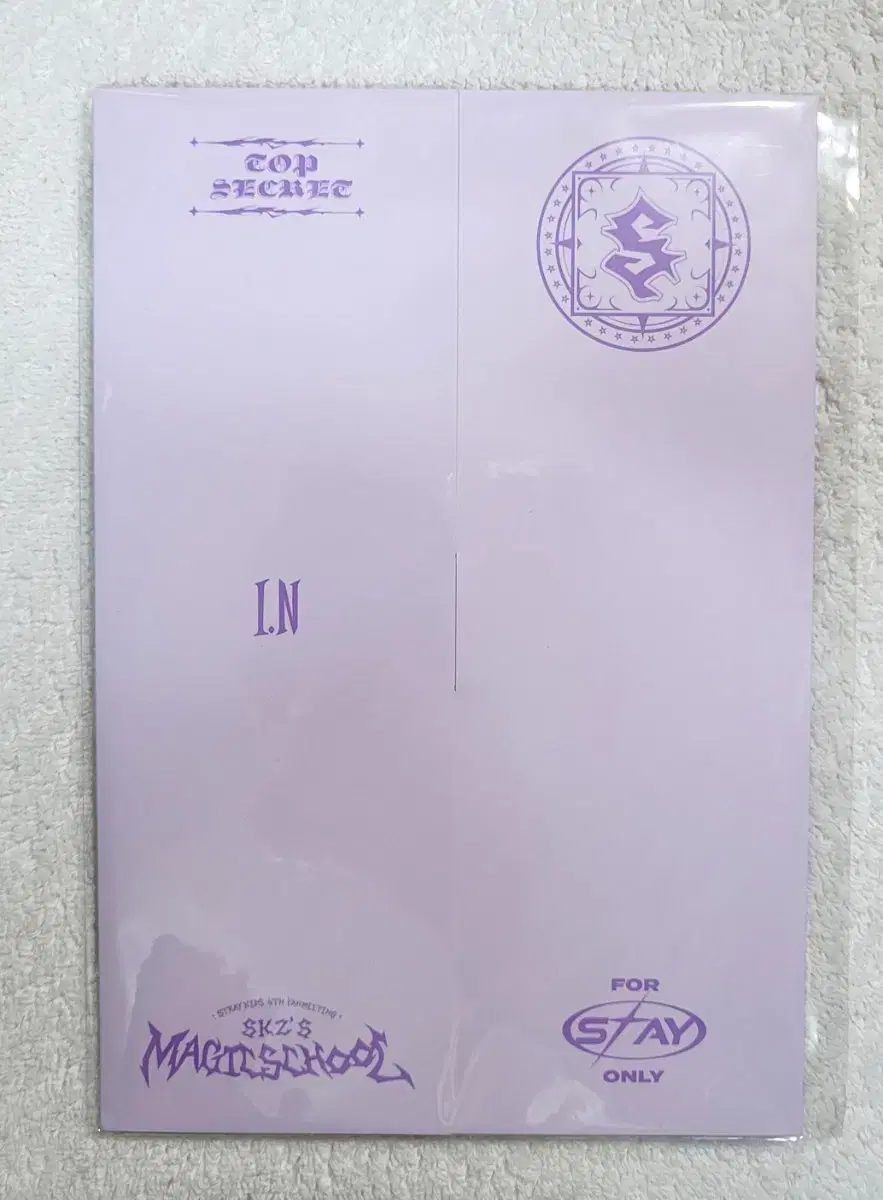 TOP
SECRET
S
I.N
· STRAY KIDS 4TH FANMEETING ·
SKZ'S
MAGIC SCHOOL
FOR
STAY
ONLY